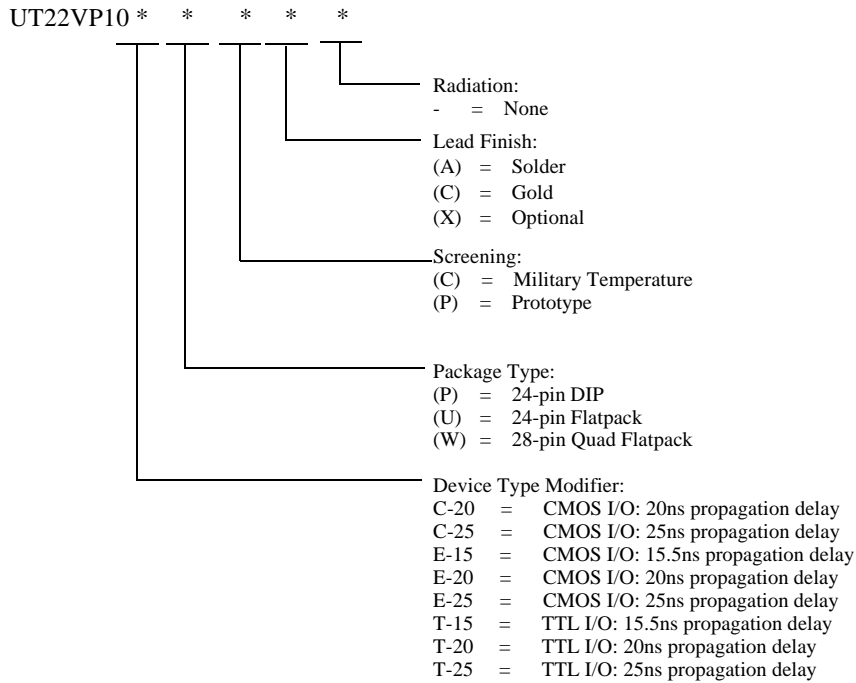 UT22VP10 * * * * *
Radiation:
- = None
Lead Finish:
(A) = Solder
(C) = Gold
(X) = Optional
Screening:
(C) = Military Temperature
(P) = Prototype
Package Type:
(P) = 24-pin DIP
(U) = 24-pin Flatpack
(W) = 28-pin Quad Flatpack
Device Type Modifier:
C-20 = CMOS I/O: 20ns propagation delay
C-25 = CMOS I/O: 25ns propagation delay
E-15 = CMOS I/O: 15.5ns propagation delay
E-20 = CMOS I/O: 20ns propagation delay
E-25 = CMOS I/O: 25ns propagation delay
T-15 = TTL I/O: 15.5ns propagation delay
T-20 = TTL I/O: 20ns propagation delay
T-25 = TTL I/O: 25ns propagation delay